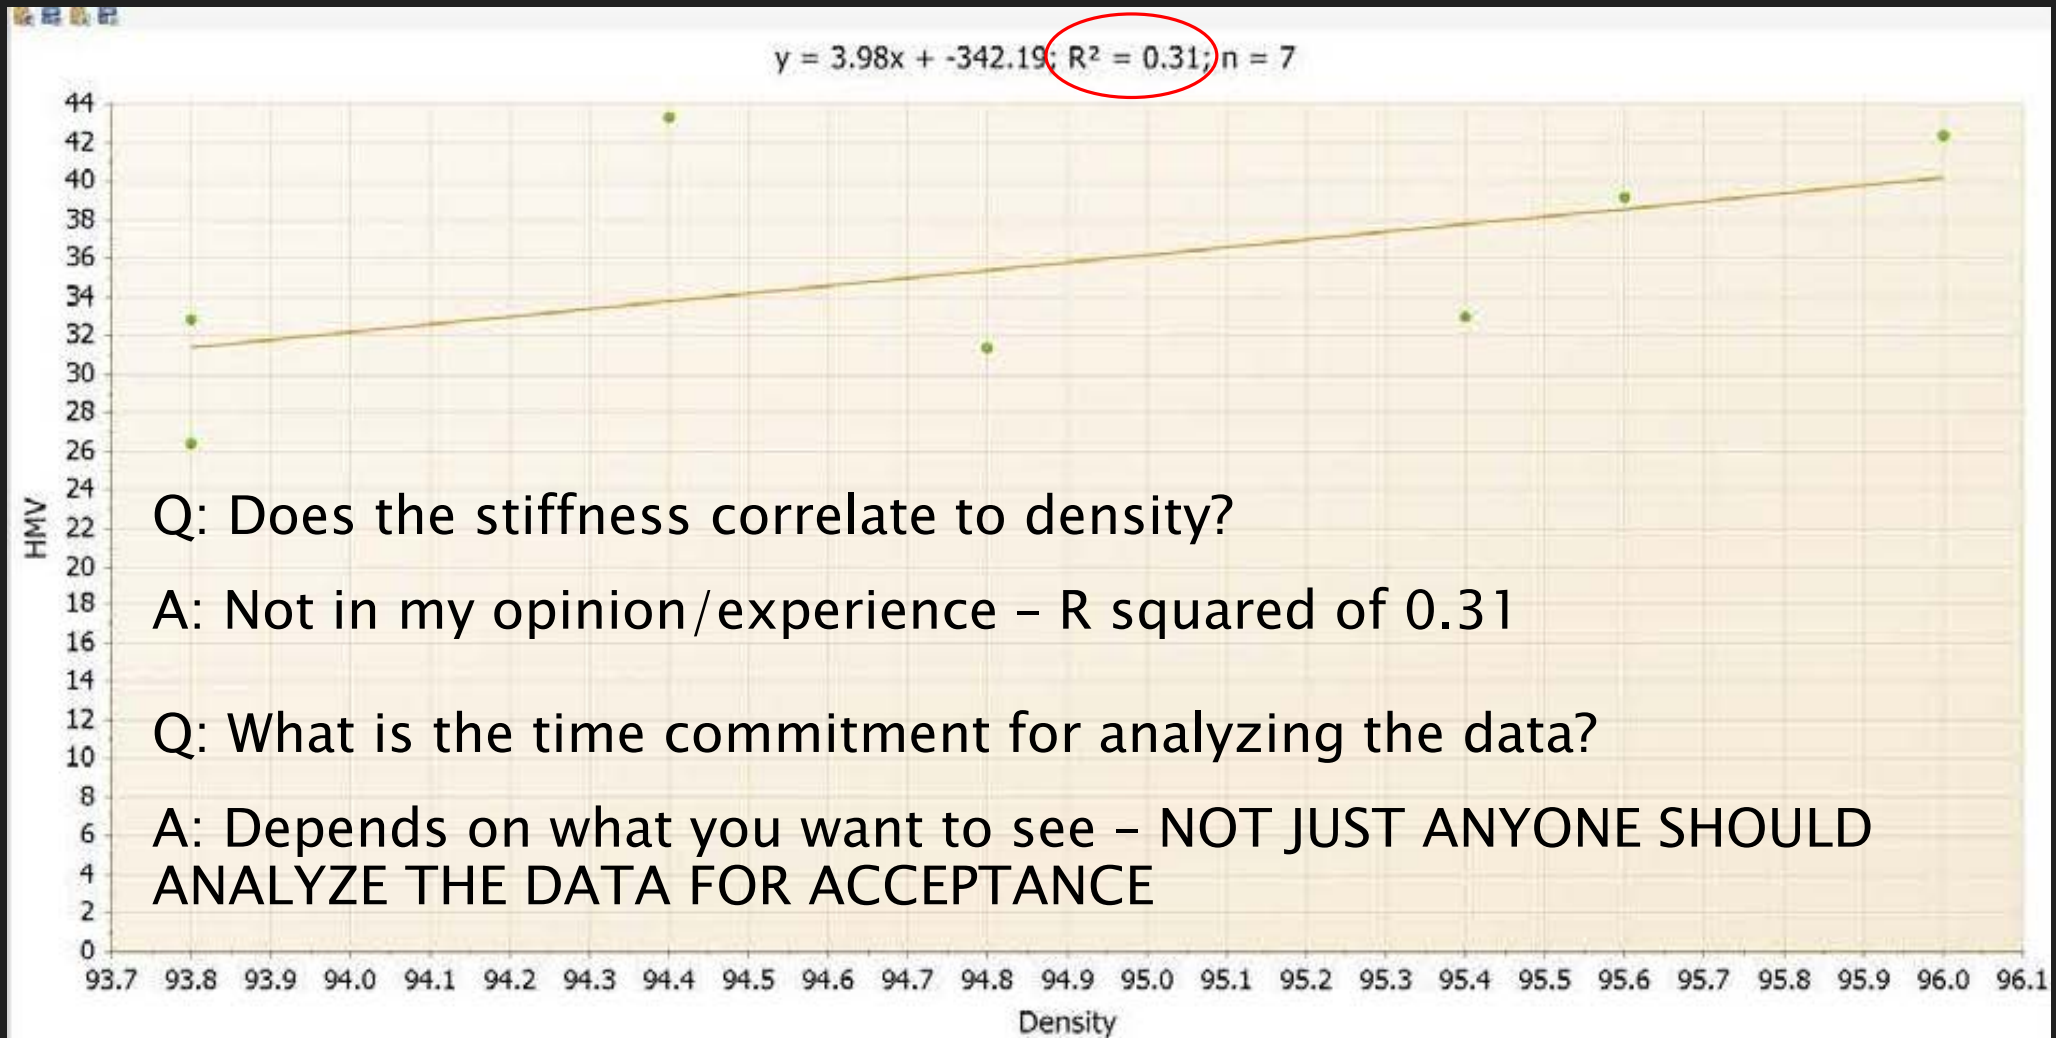 y = 3.98x + -342.19; R² = 0.31; n = 7
44
42
40
38
36
34
32
30
28
26
24
22
20
18
16
14
12
10
8
6
4
2
0
HMV
Q: Does the stiffness correlate to density?
A: Not in my opinion/experience – R squared of 0.31
Q: What is the time commitment for analyzing the data?
A: Depends on what you want to see – NOT JUST ANYONE SHOULD
ANALYZE THE DATA FOR ACCEPTANCE
93.7 93.8 93.9 94.0 94.1 94.2 94.3 94.4 94.5 94.6 94.7 94.8 94.9 95.0 95.1 95.2 95.3 95.4 95.5 95.6 95.7 95.8 95.9 96.0 96.1
Density